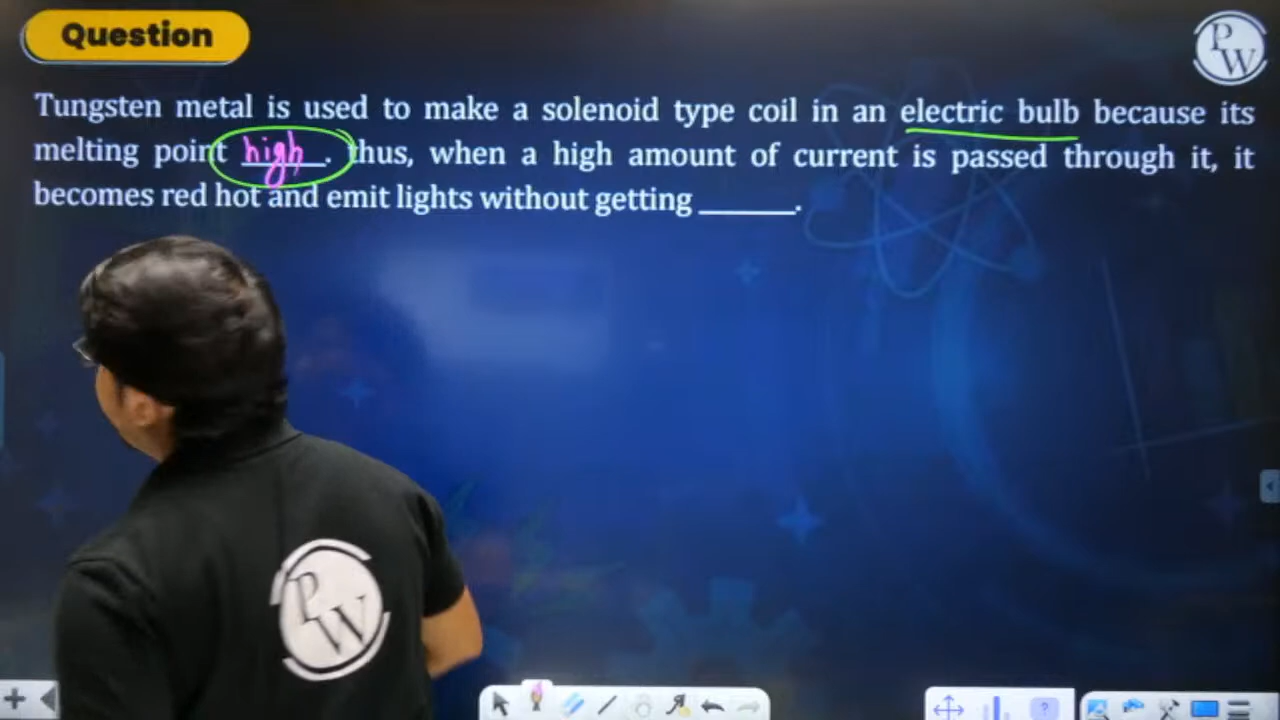 Question
PW
Tungsten metal is used to make a solenoid type coil in an electric bulb because its
melting point high. thus, when a high amount of current is passed through it, it
becomes red hot and emit lights without getting ______.
PW